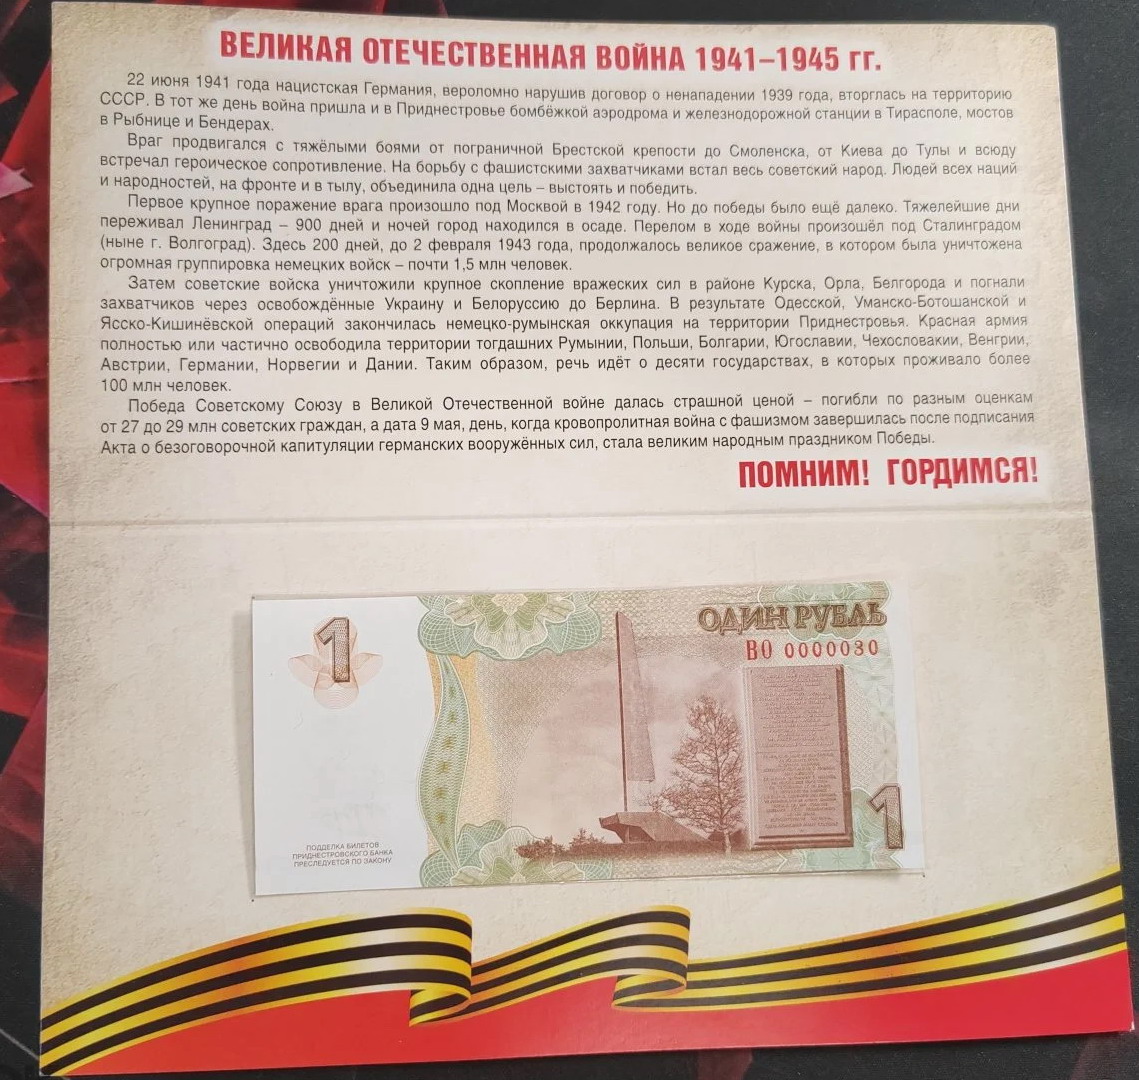 ВЕЛИКАЯ ОТЕЧЕСТВЕННАЯ ВОЙНА 1941–1945 гг.
22 июня 1941 года нацистская Германия, вероломно нарушив договор о ненападении 1939 года, вторглась на территорию
СССР. В тот же день война пришла и в Приднестровье бомбёжкой аэродрома и железнодорожной станции в Тирасполе, мостов
в Рыбнице и Бендерах.
Враг продвигался с тяжёлыми боями от пограничной Брестской крепости до Смоленска, от Киева до Тулы и всюду
встречал героическое сопротивление. На борьбу с фашистскими захватчиками встал весь советский народ. Людей всех наций
и народностей, на фронте и в тылу, объединила одна цель – выстоять и победить.
Первое крупное поражение врага произошло под Москвой в 1942 году. Но до победы было ещё далеко. Тяжелейшие дни
переживал Ленинград – 900 дней и ночей город находился в осаде. Перелом в ходе войны произошёл под Сталинградом
(ныне г. Волгоград). Здесь 200 дней, до 2 февраля 1943 года, продолжалось великое сражение, в котором была уничтожена
огромная группировка немецких войск – почти 1,5 млн человек.
Затем советские войска уничтожили крупное скопление вражеских сил в районе Курска, Орла, Белгорода и погнали
захватчиков через освобождённые Украину и Белоруссию до Берлина. В результате Одесской, Уманско-Ботошанской и
Ясско-Кишинёвской операций закончилась немецко-румынская оккупация на территории Приднестровья. Красная армия
полностью или частично освободила территории тогдашних Румынии, Польши, Болгарии, Югославии, Чехословакии, Венгрии,
Австрии, Германии, Норвегии и Дании. Таким образом, речь идёт о десяти государствах, в которых проживало более
100 млн человек.
Победа Советскому Союзу в Великой Отечественной войне далась страшной ценой – погибли по разным оценкам
от 27 до 29 млн советских граждан, а дата 9 мая, день, когда кровопролитная война с фашизмом завершилась после подписания
Акта о безоговорочной капитуляции германских вооружённых сил, стала великим народным праздником Победы.
ПОМНИМ! ГОРДИМСЯ!
1
ОДИН РУБЛЬ
ВО 0000030
1
ПОДДЕЛКА БИЛЕТОВ
ПРИДНЕСТРОВСКОГО БАНКА
ПРЕСЛЕДУЕТСЯ ПО ЗАКОНУ